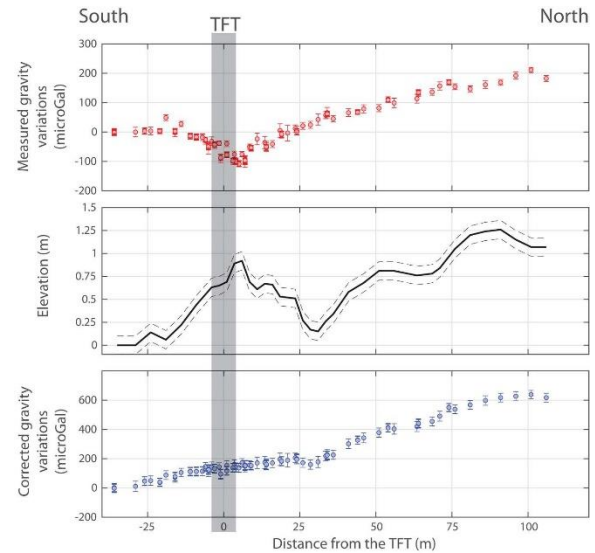 South TFT North
300
200
100
0
-100
-200
Measured gravity
variations
(microGal)
1.5
1.25
1
0.75
0.5
0.25
0
Elevation (m)
600
400
200
0
-200
Corrected gravity
variations
(microGal)
-25 0 25 50 75 100
Distance from the TFT (m)